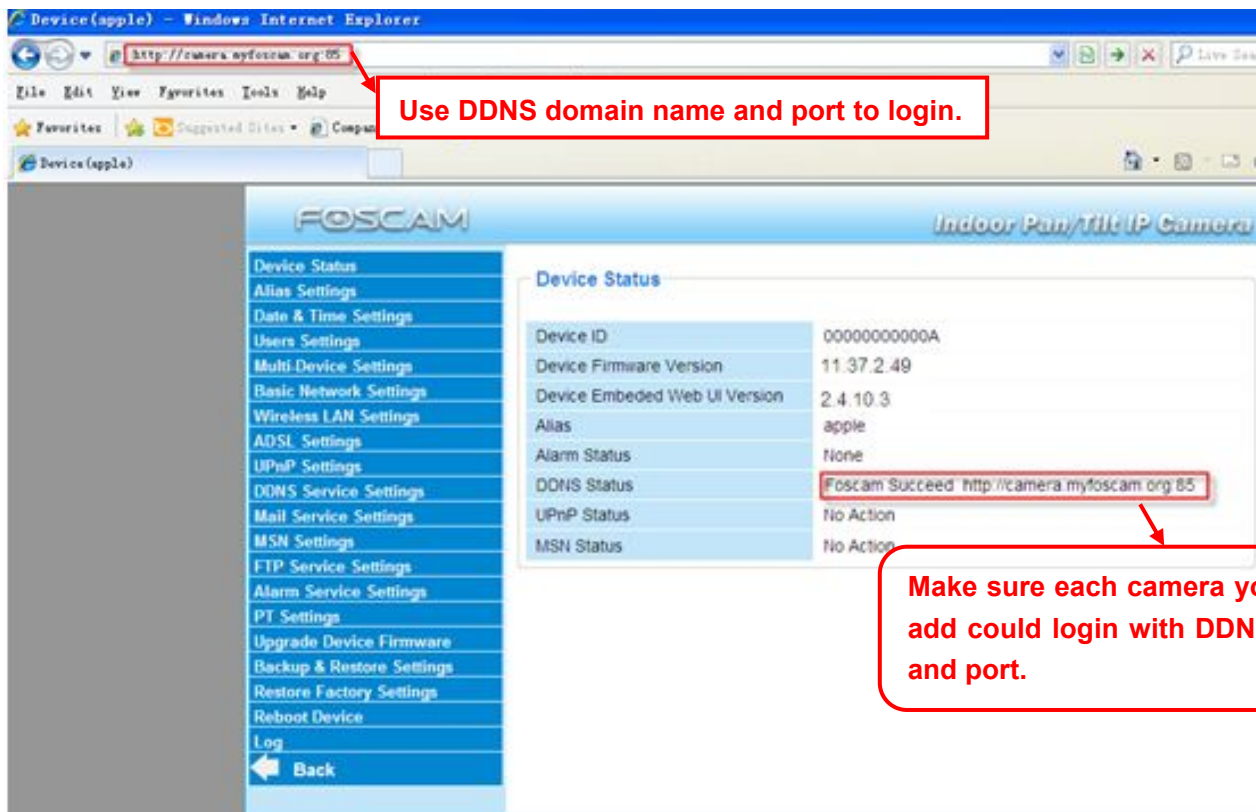 Device(apple) - Windows Internet Explorer
http://camera.myfoscam.org:85
Live Sea
File Edit View Favorites Tools Help
Use DDNS domain name and port to login.
Favorites Suggested Sites
Device(apple)
FOSCAM
Indoor Pan/Tilt IP Camera
Device Status
Alias Settings
Date & Time Settings
Users Settings
Multi-Device Settings
Basic Network Settings
Wireless LAN Settings
ADSL Settings
UPnP Settings
DDNS Service Settings
Mail Service Settings
MSN Settings
FTP Service Settings
Alarm Service Settings
PT Settings
Upgrade Device Firmware
Backup & Restore Settings
Restore Factory Settings
Reboot Device
Log
Back
Device Status
Device ID 00000000000A
Device Firmware Version 11.37.2.49
Device Embeded Web UI Version 2.4.10.3
Alias apple
Alarm Status None
DDNS Status Foscam Succeed http://camera.myfoscam.org:85
UPnP Status No Action
MSN Status No Action
Make sure each camera yo
add could login with DDN
and port.